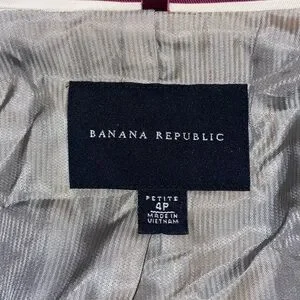 BANANA REPUBLIC
PETITE
4P
MADE IN
VIETNAM